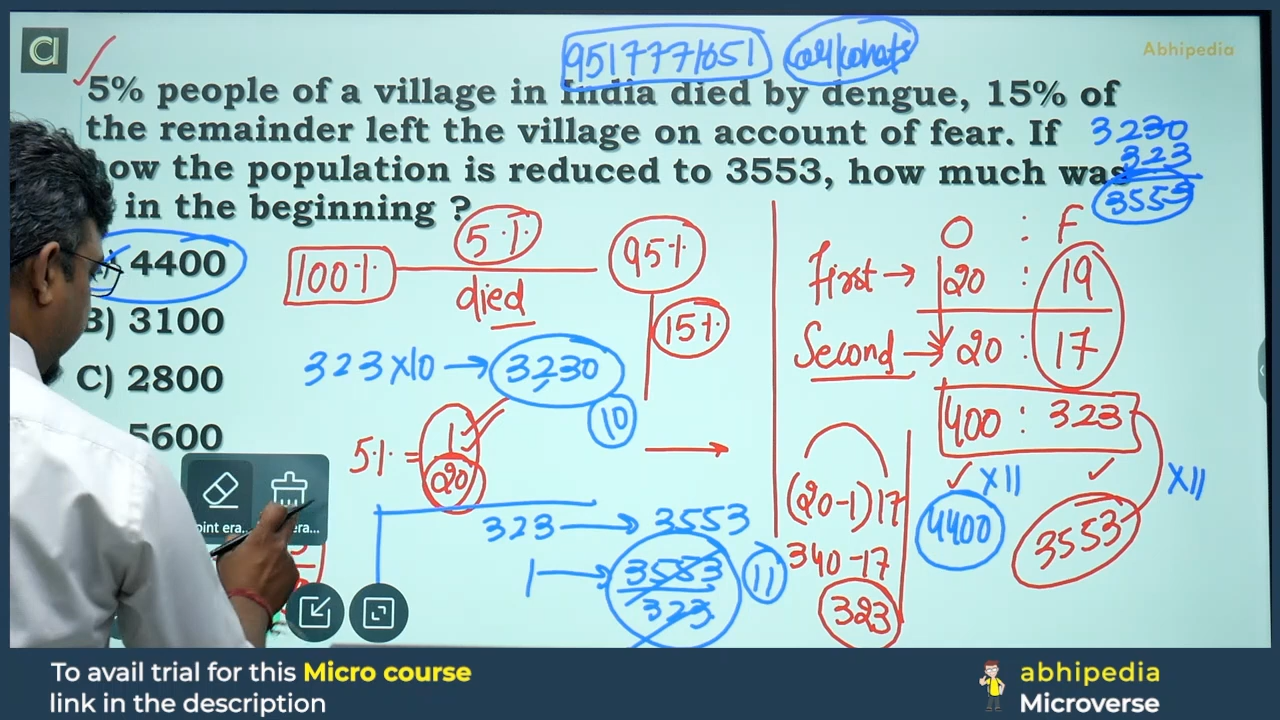 9517771651
Abhipedia
5% people of a village in India died by dengue, 15% of
the remainder left the village on account of fear. If
now the population is reduced to 3553, how much was
in the beginning ?
3230
323
3553
4400
B) 3100
C) 2800
5600
100% 5% died 95%
15%
323×10 → 3230
10
5% = 1/20
323 → 3553
1 → 3553/323 11
O : F
First → 20 : 19
Second → 20 : 17
400 : 323
×11 ×11
4400 3553
(20-1)17
340-17
323
To avail trial for this Micro course
link in the description
abhipedia
Microverse